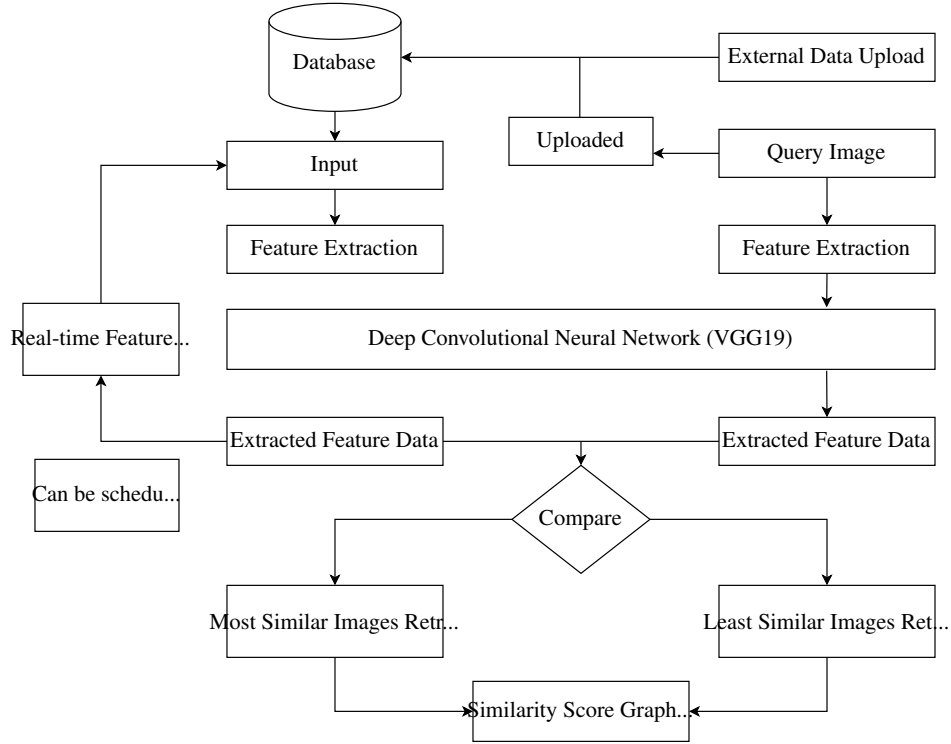 Database
External Data Upload
Uploaded
Query Image
Input
Feature Extraction
Feature Extraction
Real-time Feature...
Deep Convolutional Neural Network (VGG19)
Extracted Feature Data
Extracted Feature Data
Can be schedu...
Compare
Most Similar Images Retr...
Least Similar Images Ret...
Similarity Score Graph...